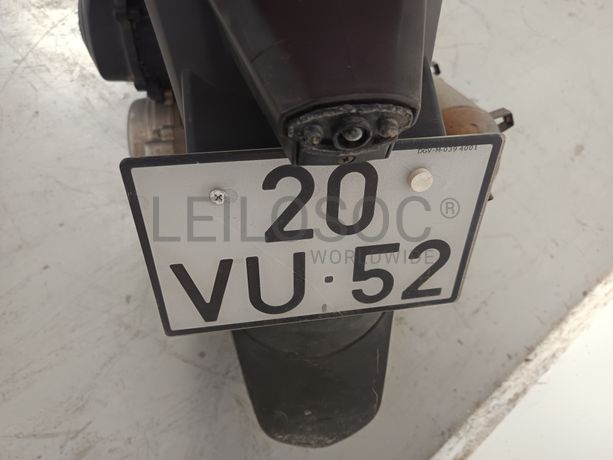 DGV-M-039 4001
20
LEILOSOC®
WORLDWIDE
VU·52